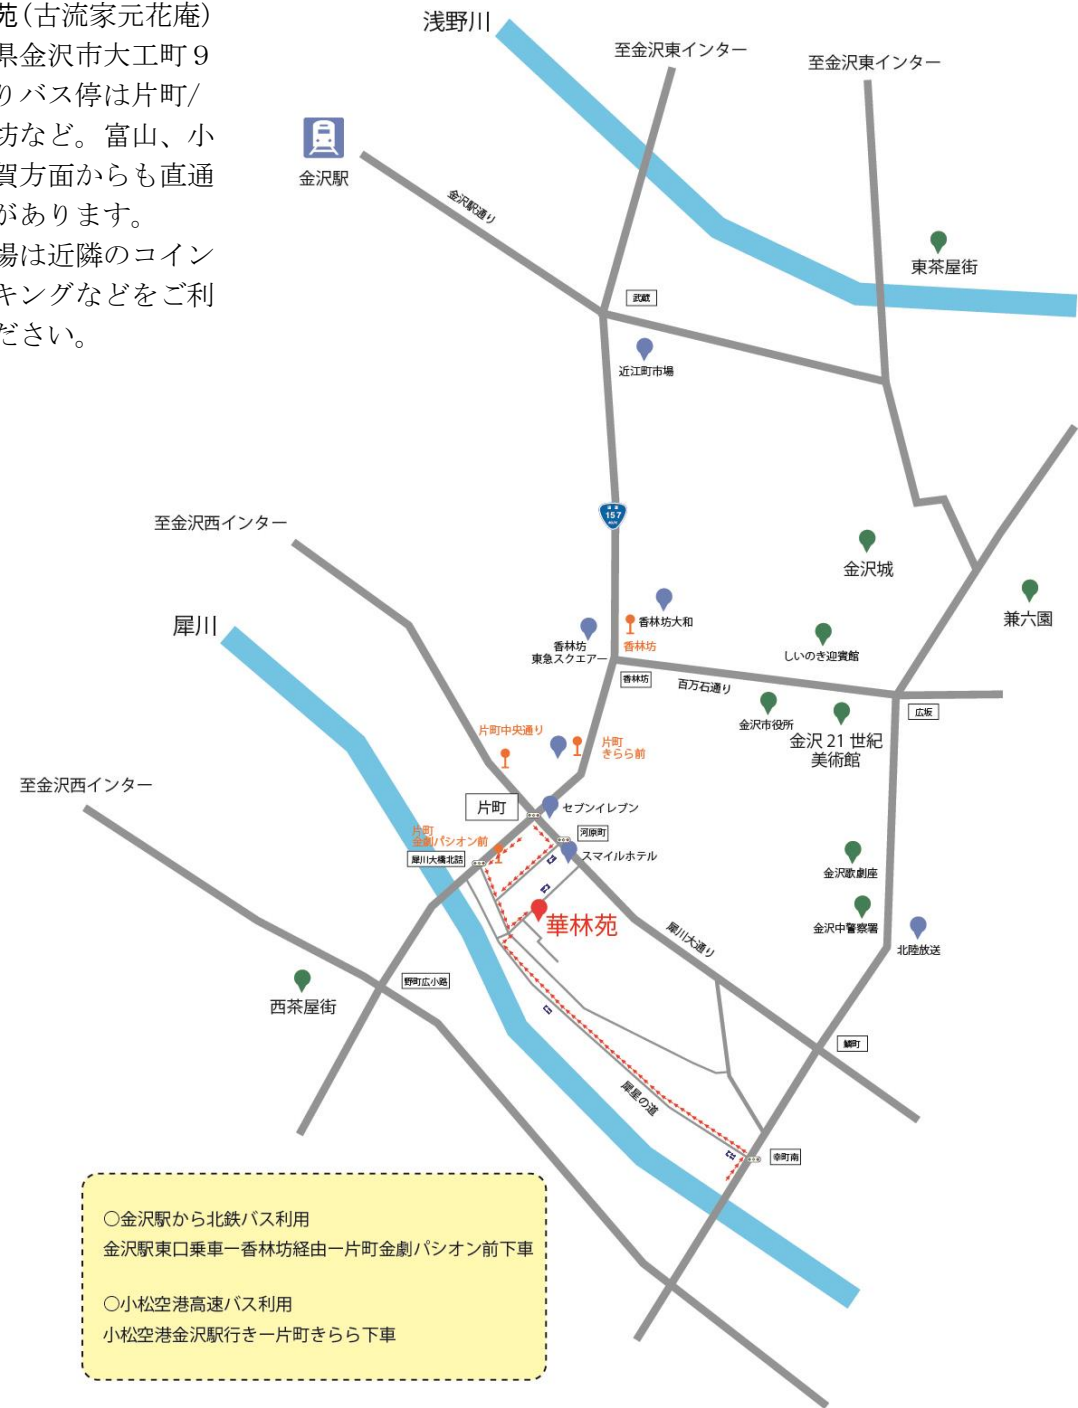 苑(古流家元花庵)
県金沢市大工町９
りバス停は片町/
坊など。富山、小
賀方面からも直通
があります。
場は近隣のコイン
キングなどをご利
ださい。
浅野川
至金沢東インター
至金沢東インター
金沢駅
金沢駅通り
東茶屋街
武蔵
近江町市場
157
至金沢西インター
金沢城
兼六園
犀川
香林坊大和
香林坊
東急スクエアー
香林坊
しいのき迎賓館
香林坊
百万石通り
金沢市役所
金沢 21 世紀
美術館
広坂
片町中央通り
片町
きらら前
至金沢西インター
片町
セブンイレブン
片町
金劇パシオン前
河原町
犀川大橋北詰
スマイルホテル
金沢歌劇座
華林苑
金沢中警察署
犀川大通り
北陸放送
野町広小路
西茶屋街
鱗町
犀星の道
幸町南
○金沢駅から北鉄バス利用
金沢駅東口乗車ー香林坊経由ー片町金劇パシオン前下車
○小松空港高速バス利用
小松空港金沢駅行きー片町きらら下車